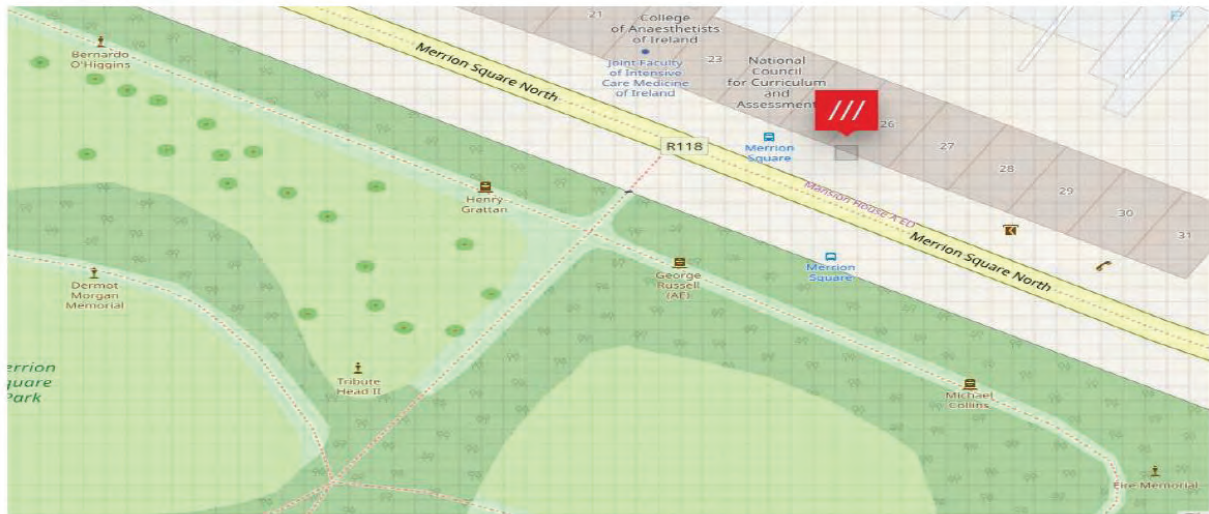 21
College
of Anaesthetists
of Ireland
Bernardo
O'Higgins
Merrion Square North
Joint Faculty
of Intensive
Care Medicine
of Ireland
23
National
Council
for Curriculum
and
Assessment
///
26
R118
Merrion
Square
27
28
29
30
31
Henry
Grattan
Mansion House A ED
Merrion Square North
George
Russell
(AE)
Merrion
Square
Dermot
Morgan
Memorial
Tribute
Head II
errion
quare
Park
Michael
Collins
Éire Memorial